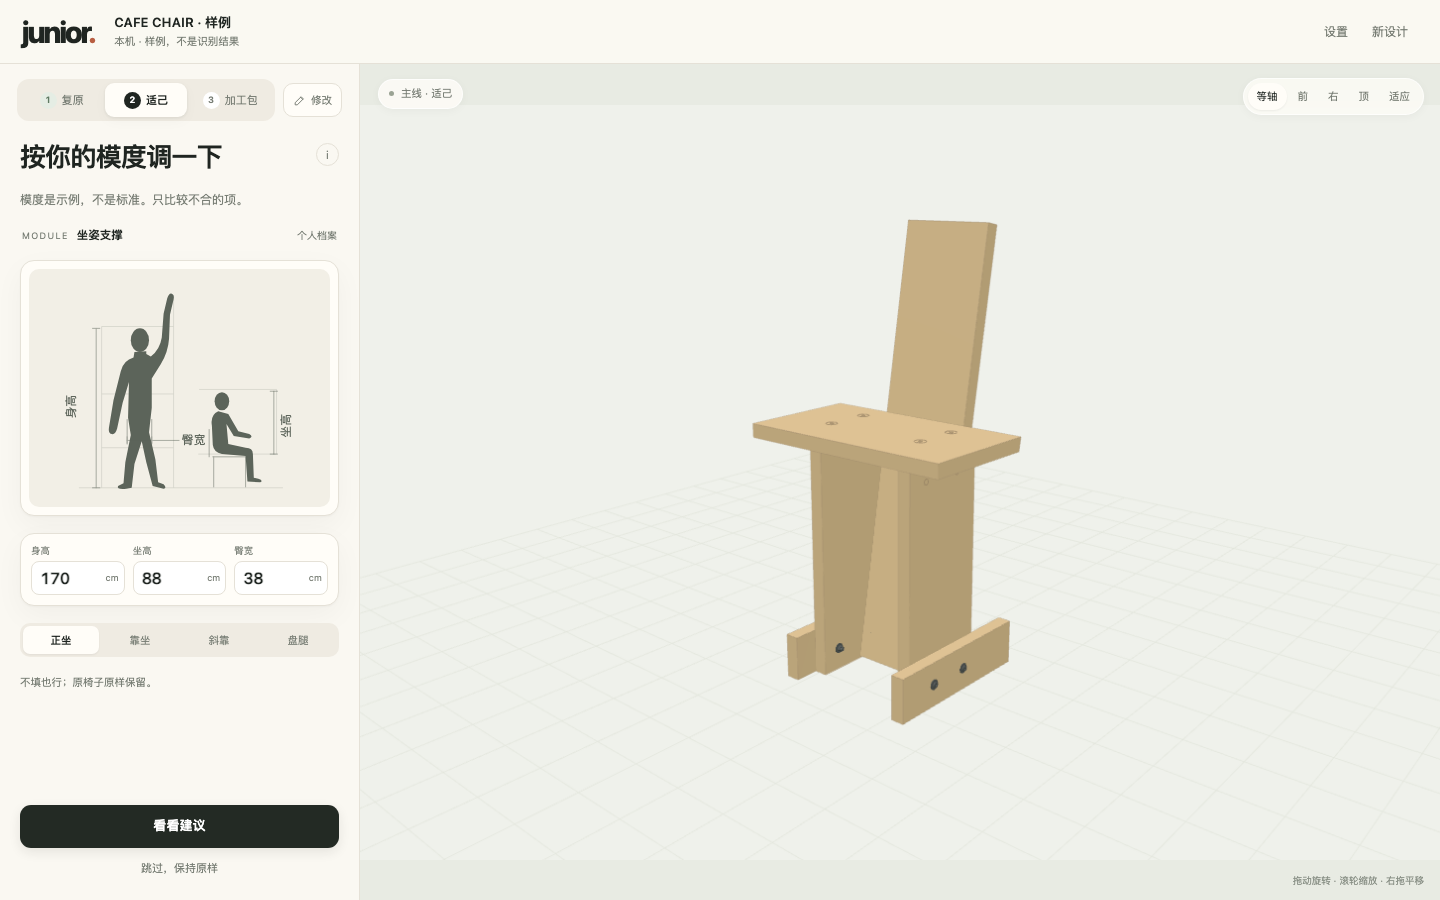 junior.
CAFE CHAIR · 样例
本机 · 样例，不是识别结果
设置
新设计
1 复原
2 适己
3 加工包
修改
主线 · 适己
等轴
前
右
顶
适应
按你的模度调一下
i
模度是示例，不是标准。只比较不合的项。
MODULE 坐姿支撑
个人档案
身高
臀宽
坐高
身高
坐高
臀宽
170 cm
88 cm
38 cm
正坐
靠坐
斜靠
盘腿
不填也行；原椅子原样保留。
看看建议
跳过，保持原样
拖动旋转 · 滚轮缩放 · 右拖平移